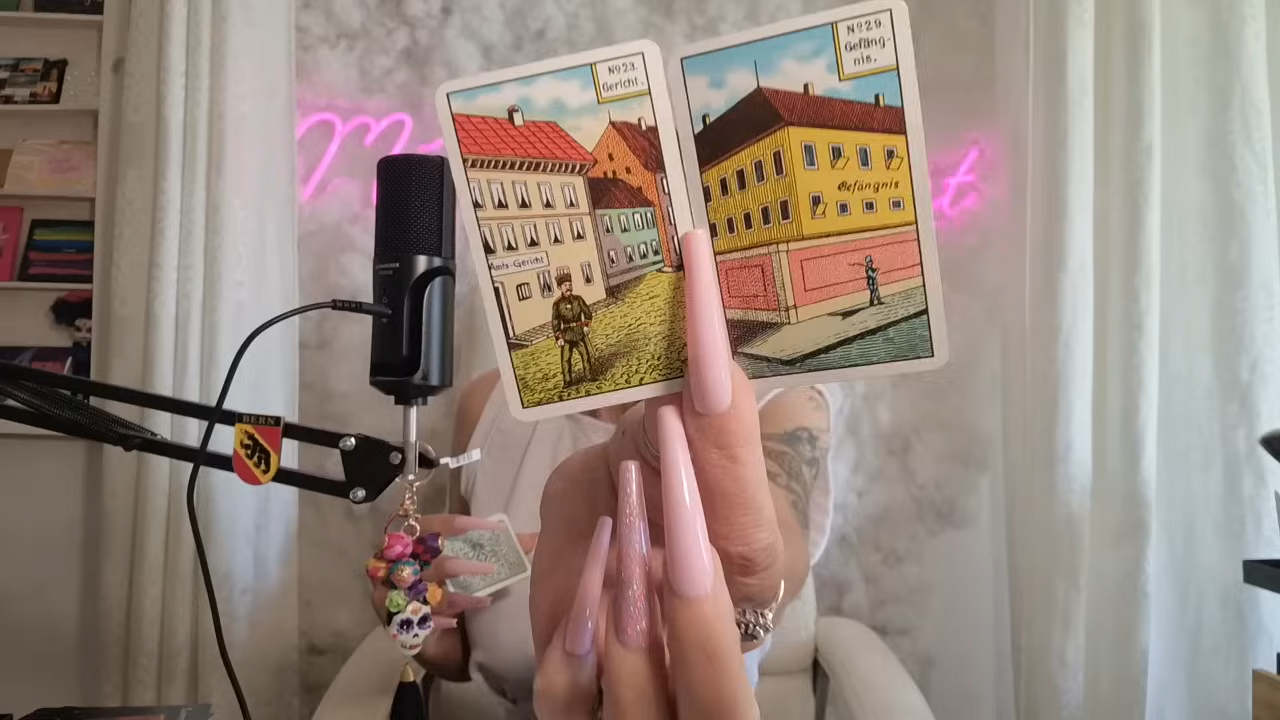 Nº23.
Gericht.
Amts-Gericht
Nº29.
Gefäng-
nis.
Gefängnis
BERN